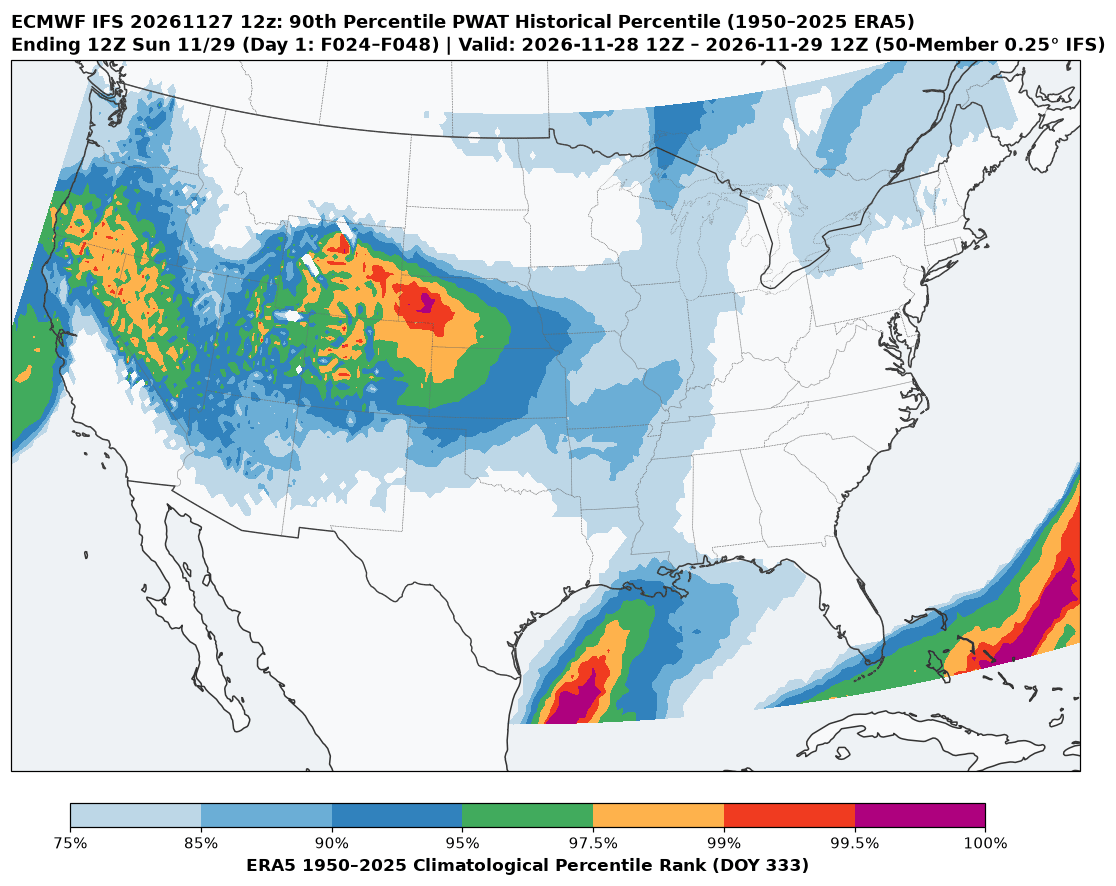 ECMWF IFS 20261127 12z: 90th Percentile PWAT Historical Percentile (1950–2025 ERA5)
Ending 12Z Sun 11/29 (Day 1: F024–F048) | Valid: 2026-11-28 12Z – 2026-11-29 12Z (50-Member 0.25° IFS)
75% 85% 90% 95% 97.5% 99% 99.5% 100%
ERA5 1950–2025 Climatological Percentile Rank (DOY 333)